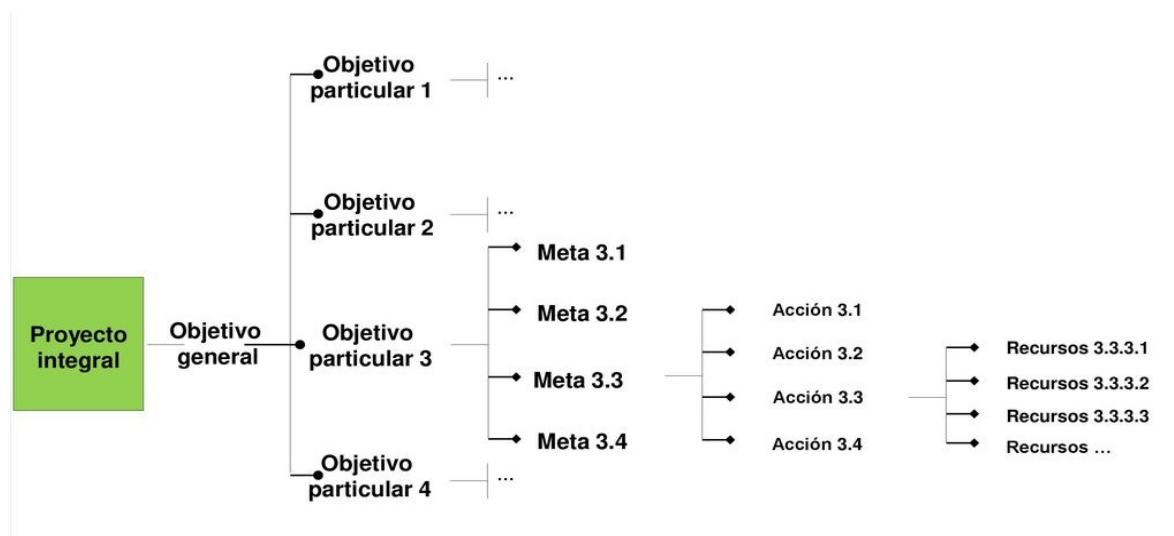 Proyecto
integral
Objetivo
general
Objetivo
particular 1
...
Objetivo
particular 2
...
Objetivo
particular 3
Meta 3.1
Meta 3.2
Meta 3.3
Meta 3.4
Acción 3.1
Acción 3.2
Acción 3.3
Acción 3.4
Recursos 3.3.3.1
Recursos 3.3.3.2
Recursos 3.3.3.3
Recursos ...
Objetivo
particular 4
...